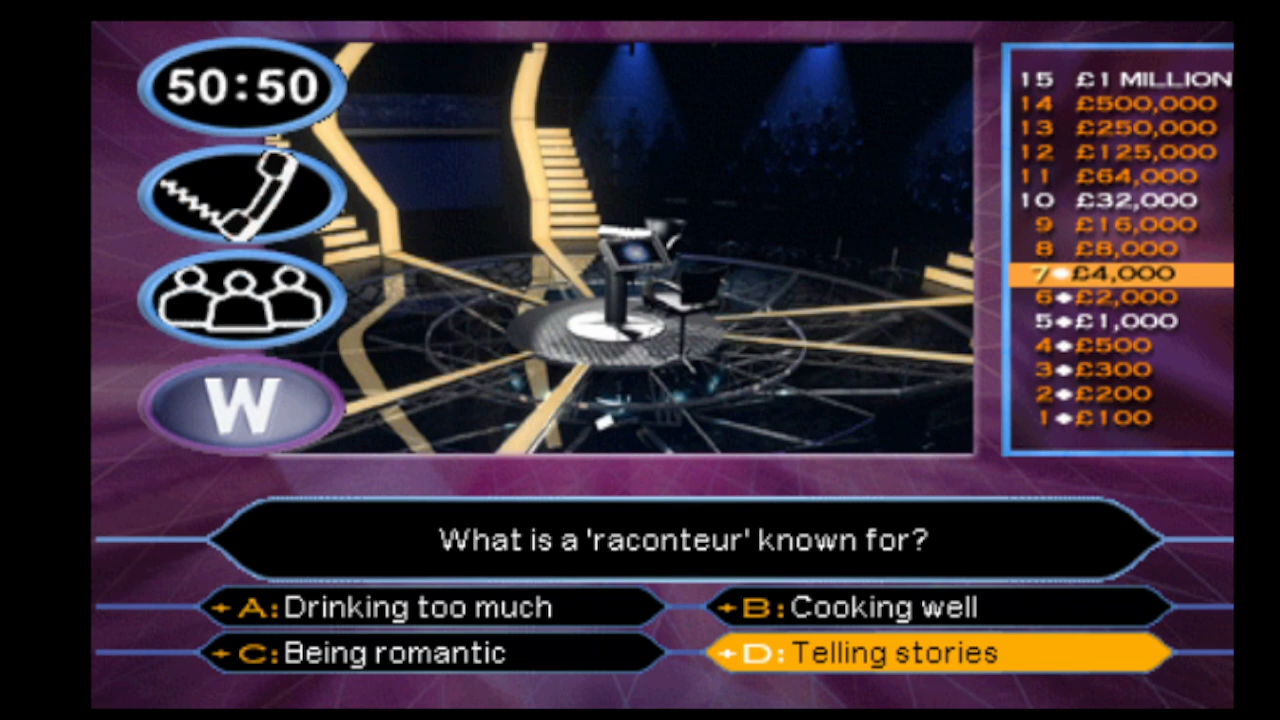 50:50
W
15 £1 MILLION
14 £500,000
13 £250,000
12 £125,000
11 £64,000
10 £32,000
9 £16,000
8 £8,000
7 £4,000
6 £2,000
5 £1,000
4 £500
3 £300
2 £200
1 £100
What is a 'raconteur' known for?
A: Drinking too much
B: Cooking well
C: Being romantic
D: Telling stories